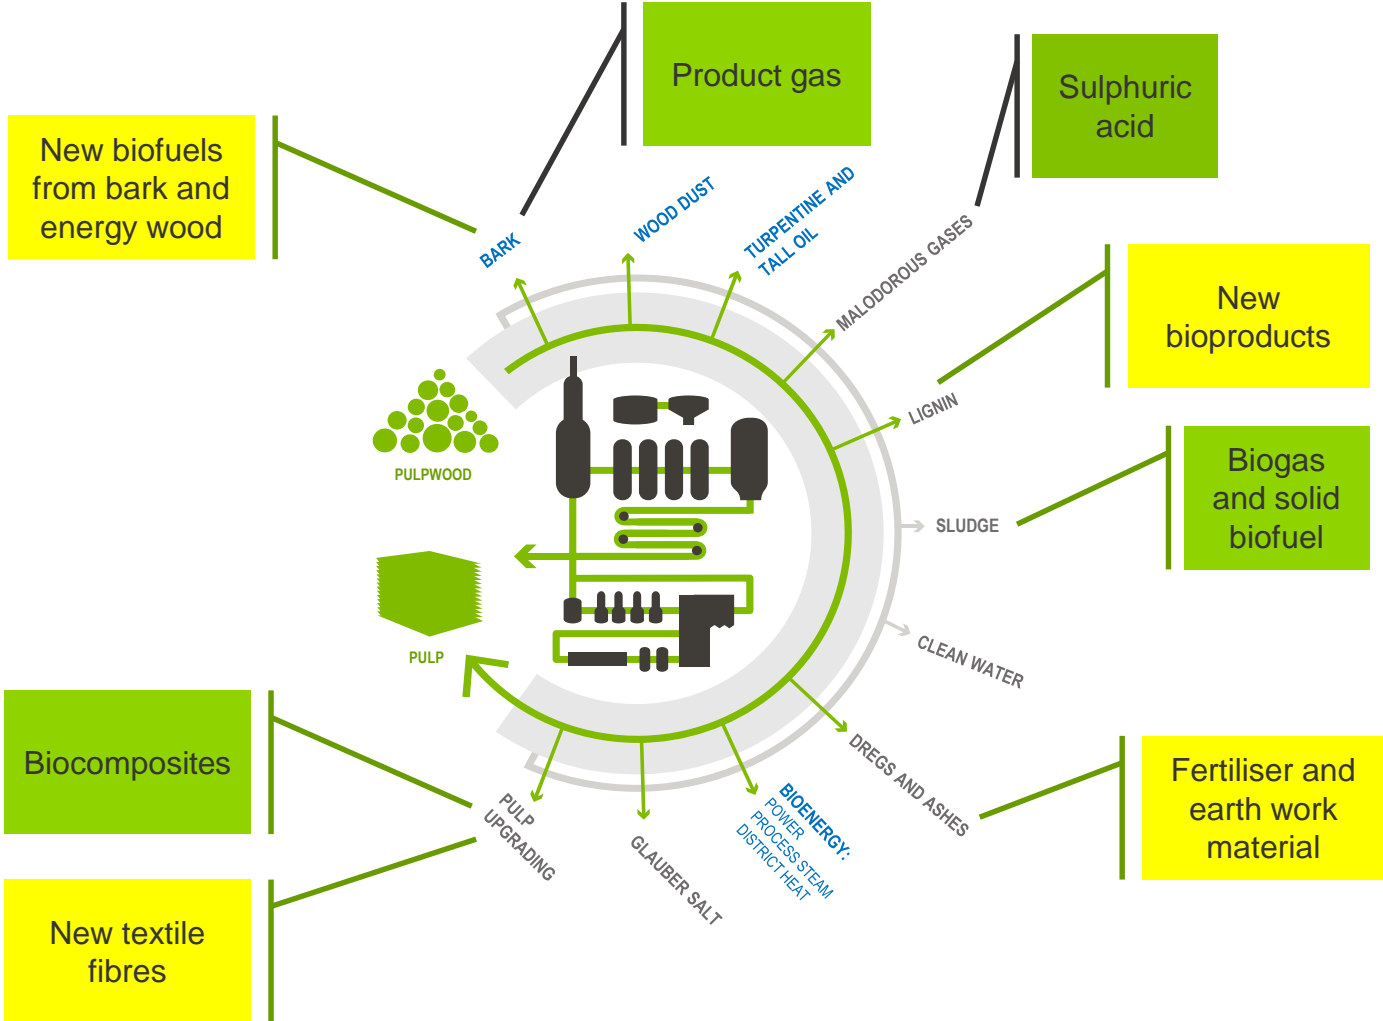 Product gas
Sulphuric
acid
New biofuels
from bark and
energy wood
BARK
WOOD DUST
TURPENTINE AND
TALL OIL
MALODOROUS GASES
New
bioproducts
LIGNIN
PULPWOOD
Biogas
and solid
biofuel
SLUDGE
CLEAN WATER
PULP
Biocomposites
DREGS AND ASHES
Fertiliser and
earth work
material
BIOENERGY:
POWER
PROCESS STEAM
DISTRICT HEAT
GLAUBER SALT
PULP
UPGRADING
New textile
fibres